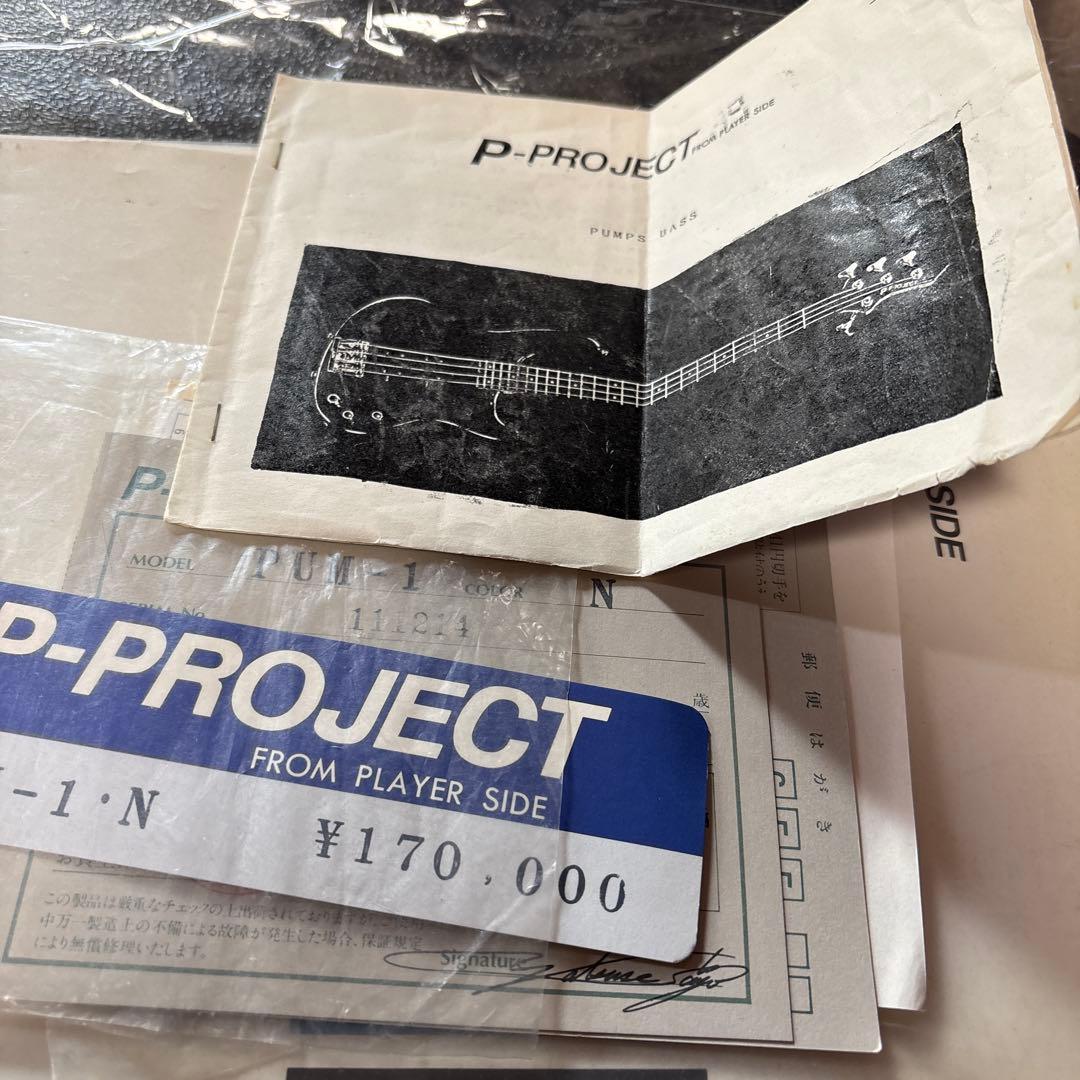 P-PROJECT
FROM PLAYER SIDE
PUMPS BASS
P-PROJECT
SIDE
P-
MODEL PUM-1 COLOR N
SERIAL No. 111214
歳
郵便はがき
P-PROJECT
FROM PLAYER SIDE
-1·N ¥170,000
この製品は厳重なチェックの上出荷されておりますが、
中万一製造上の不備による故障が発生した場合、保証規定
により無償修理いたします。
Signature